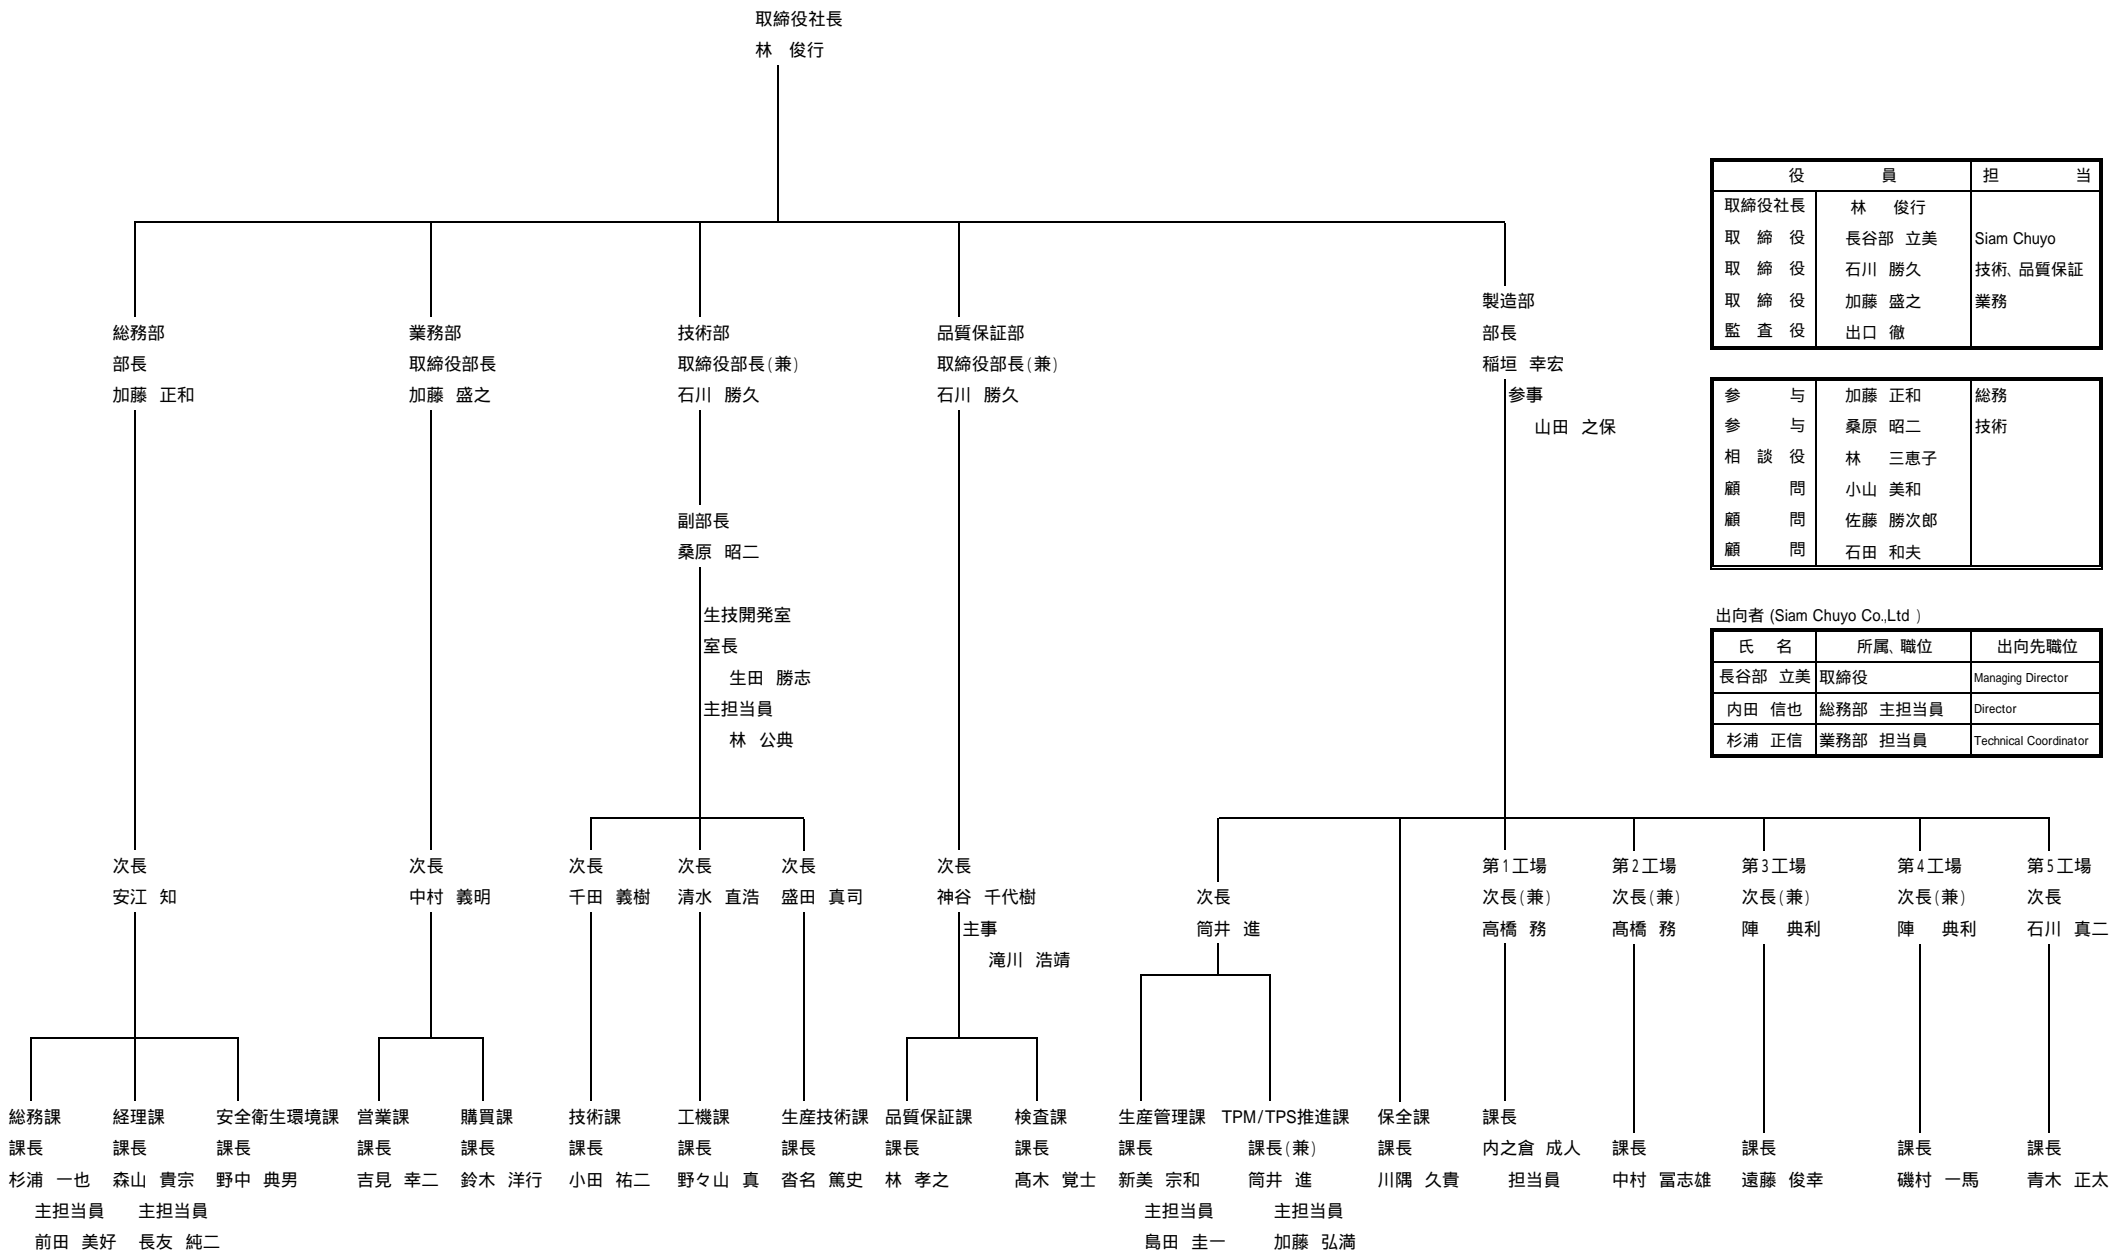 取締役社長
林 俊行
役 員 担 当
取締役社長 林 俊行
取締役 長谷部 立美 Siam Chuyo
取締役 石川 勝久 技術、品質保証
取締役 加藤 盛之 業務
監査役 出口 徹
参与 加藤 正和 総務
参与 桑原 昭二 技術
相談役 林 三恵子
顧問 小山 美和
顧問 佐藤 勝次郎
顧問 石田 和夫
出向者 (Siam Chuyo Co.,Ltd )
氏 名 所属、職位 出向先職位
長谷部 立美 取締役 Managing Director
内田 信也 総務部 主担当員 Director
杉浦 正信 業務部 担当員 Technical Coordinator
総務部
部長
加藤 正和
業務部
取締役部長
加藤 盛之
技術部
取締役部長(兼)
石川 勝久
品質保証部
取締役部長(兼)
石川 勝久
製造部
部長
稲垣 幸宏
参事
山田 之保
副部長
桑原 昭二
生技開発室
室長
生田 勝志
主担当員
林 公典
次長
安江 知
次長
中村 義明
次長
千田 義樹
次長
清水 直浩
次長
盛田 真司
次長
神谷 千代樹
主事
滝川 浩靖
次長
筒井 進
第1工場
次長(兼)
高橋 務
第2工場
次長(兼)
髙橋 務
第3工場
次長(兼)
陣 典利
第4工場
次長(兼)
陣 典利
第5工場
次長
石川 真二
総務課
課長
杉浦 一也
主担当員
前田 美好
経理課
課長
森山 貴宗
主担当員
長友 純二
安全衛生環境課
課長
野中 典男
営業課
課長
吉見 幸二
購買課
課長
鈴木 洋行
技術課
課長
小田 祐二
工機課
課長
野々山 真
生産技術課
課長
沓名 篤史
品質保証課
課長
林 孝之
検査課
課長
髙木 覚士
生産管理課
課長
新美 宗和
主担当員
島田 圭一
TPM/TPS推進課
課長(兼)
筒井 進
主担当員
加藤 弘満
保全課
課長
川隅 久貴
課長
内之倉 成人
担当員
課長
中村 冨志雄
課長
遠藤 俊幸
課長
磯村 一馬
課長
青木 正太